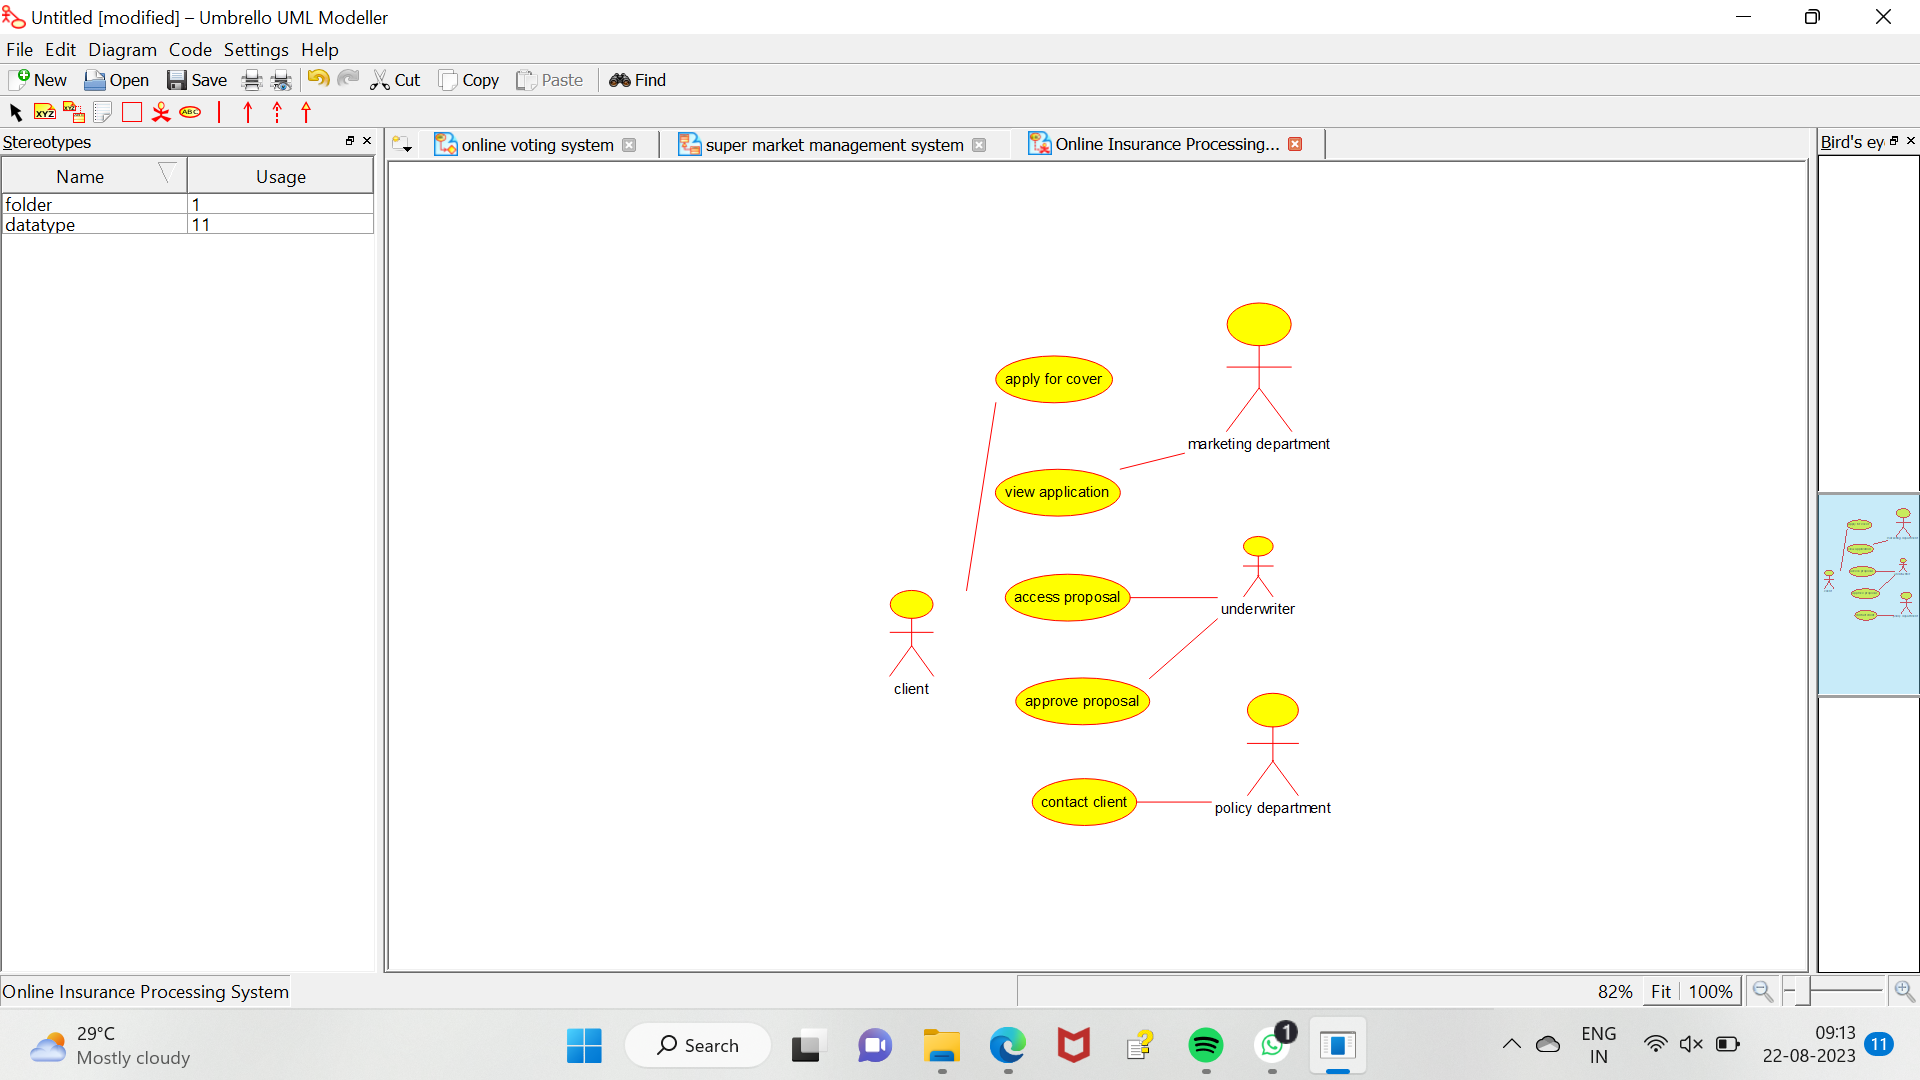 Untitled [modified] – Umbrello UML Modeller
File Edit Diagram Code Settings Help
New Open Save Cut Copy Paste Find
XYZ ABC
Stereotypes
online voting system
super market management system
Online Insurance Processing...
Bird's ey
Name Usage
folder 1
datatype 11
apply for cover
marketing department
view application
access proposal
underwriter
client
approve proposal
contact client
policy department
Online Insurance Processing System
82% Fit 100%
29°C
Mostly cloudy
Search
1
ENG
IN
09:13
22-08-2023
11